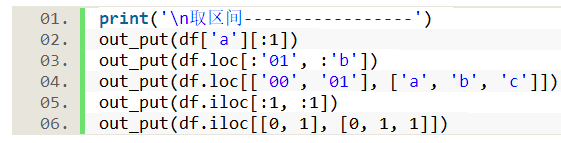 01. print('\n取区间-----------------')
02. out_put(df['a'][:1])
03. out_put(df.loc[:'01', :'b'])
04. out_put(df.loc[['00', '01'], ['a', 'b', 'c']])
05. out_put(df.iloc[:1, :1])
06. out_put(df.iloc[[0, 1], [0, 1, 1]])